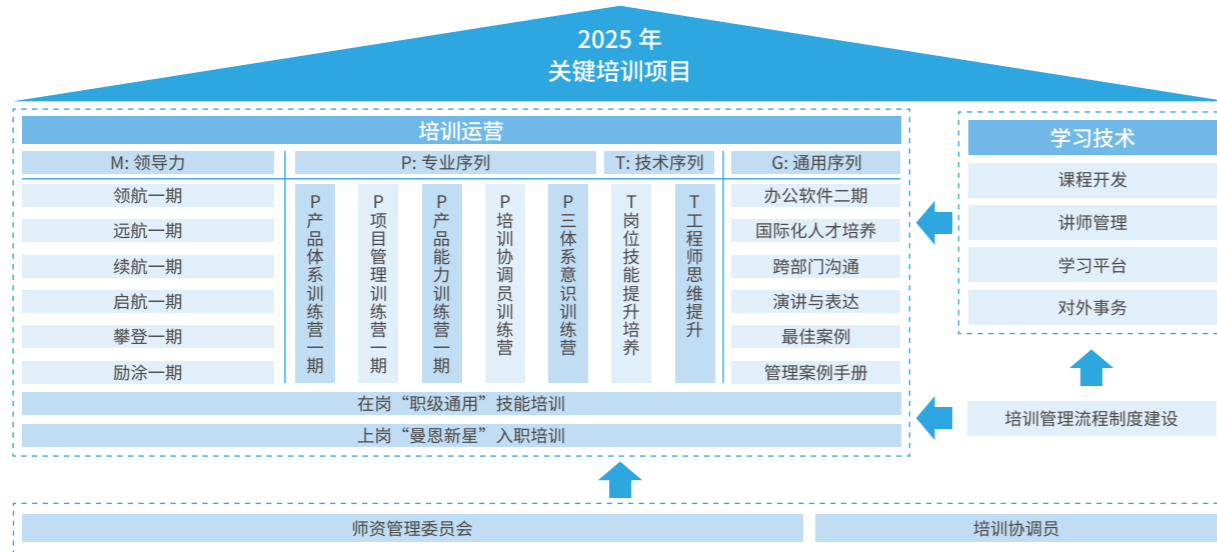 2025 年
关键培训项目
培训运营
M: 领导力
P: 专业序列
T: 技术序列
G: 通用序列
领航一期
远航一期
续航一期
启航一期
攀登一期
励涂一期
P产品体系训练营一期
P项目管理训练营一期
P产品能力训练营一期
P培训协调员训练营
P三体系意识训练营
T岗位技能提升培养
T工程师思维提升
办公软件二期
国际化人才培养
跨部门沟通
演讲与表达
最佳案例
管理案例手册
在岗“职级通用”技能培训
上岗“曼恩新星”入职培训
学习技术
课程开发
讲师管理
学习平台
对外事务
培训管理流程制度建设
师资管理委员会
培训协调员